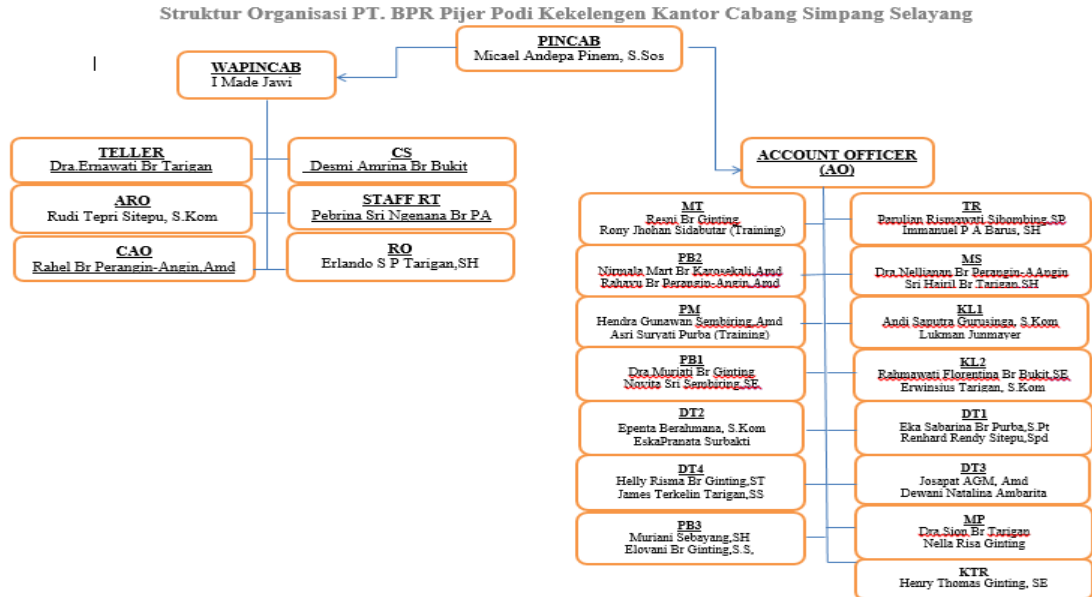 Struktur Organisasi PT. BPR Pijer Podi Kekelengen Kantor Cabang Simpang Selayang
PINCAB
Micael Andepa Pinem, S.Sos
WAPINCAB
I Made Jawi
TELLER
Dra.Ernawati Br Tarigan
CS
Desmi Amrina Br Bukit
ARO
Rudi Tepri Sitepu, S.Kom
STAFF RT
Pebrina Sri Ngenana Br PA
CAO
Rahel Br Perangin-Angin,Amd
RO
Erlando S P Tarigan,SH
ACCOUNT OFFICER
(AO)
MT
Resni Br Ginting
Rony Jhohan Sidabutar (Training)
TR
Parulian Rismawati Sibombing,SP
Immanuel P A Barus, SH
PB2
Nirmala Mart Br Karosekali,Amd
Rahayu Br Perangin-Angin,Amd
MS
Dra.Nellianan Br Perangin-AAngin
Sri Hairil Br Tarigan,SH
PM
Hendra Gunawan Sembiring,Amd
Asri Suryati Purba (Training)
KL1
Andi Saputra Gurusinga, S.Kom
Lukman Junmayer
PB1
Dra Muriati Br Ginting
Novita Sri Sembiring,SE
KL2
Rahmawati Florentina Br Bukit,SE
Erwinsius Tarigan, S.Kom
DT2
Epenta Berahmana, S.Kom
EskaPranata Surbakti
DT1
Eka Sabarina Br Purba,S.Pt
Renhard Rendy Sitepu,Spd
DT4
Helly Risma Br Ginting,ST
James Terkelin Tarigan,SS
DT3
Josapat AGM, Amd
Dewani Natalina Ambarita
PB3
Muriani Sebayang,SH
Elovani Br Ginting,S.S,
MP
Dra.Sion Br Tarigan
Nella Risa Ginting
KTR
Henry Thomas Ginting, SE